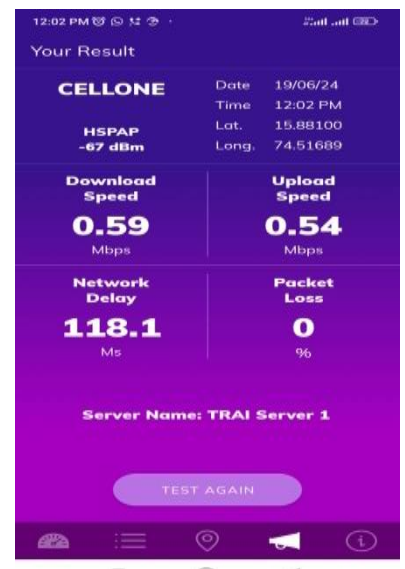 12:02 PM
Your Result
CELLONE
HSPAP
-67 dBm
Date 19/06/24
Time 12:02 PM
Lat. 15.88100
Long. 74.51689
Download
Speed
0.59
Mbps
Upload
Speed
0.54
Mbps
Network
Delay
118.1
Ms
Packet
Loss
0
%
Server Name: TRAI Server 1
TEST AGAIN